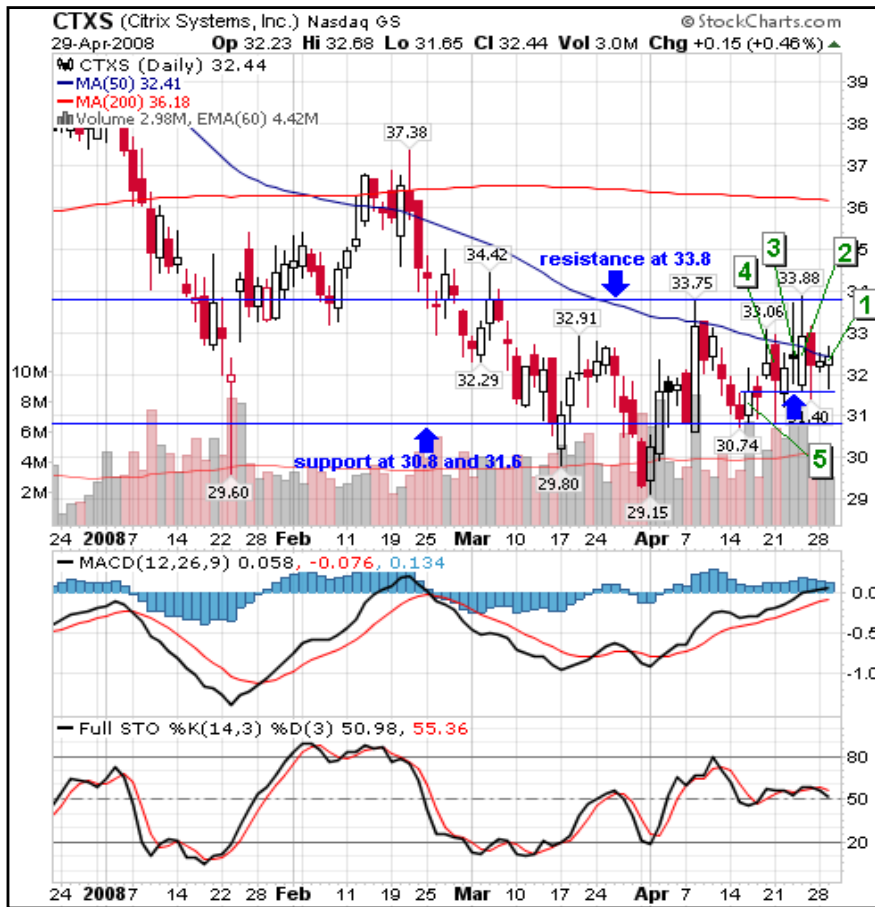 CTXS (Citrix Systems, Inc.) Nasdaq GS
© StockCharts.com
29-Apr-2008 Op 32.23 Hi 32.68 Lo 31.65 Cl 32.44 Vol 3.0M Chg +0.15 (+0.46%)
CTXS (Daily) 32.44
MA(50) 32.41
MA(200) 36.18
Volume 2.98M, EMA(60) 4.42M
39
38
37.38
37
36
34.42
resistance at 33.8
33.75
4
3
33.88
2
33.06
1
33
32.91
32.29
32
10M
8M
6M
4M
2M
31
30.74
5
support at 30.8 and 31.6
30
29.60
29.80
29.15
29
24 2008 7 14 22 28 Feb 11 19 25 Mar 10 17 24 Apr 7 14 21 28
MACD(12,26,9) 0.058, -0.076, 0.134
0.0
-0.5
-1.0
Full STO %K(14,3) %D(3) 50.98, 55.36
80
50
20
24 2008 7 14 22 28 Feb 11 19 25 Mar 10 17 24 Apr 7 14 21 28